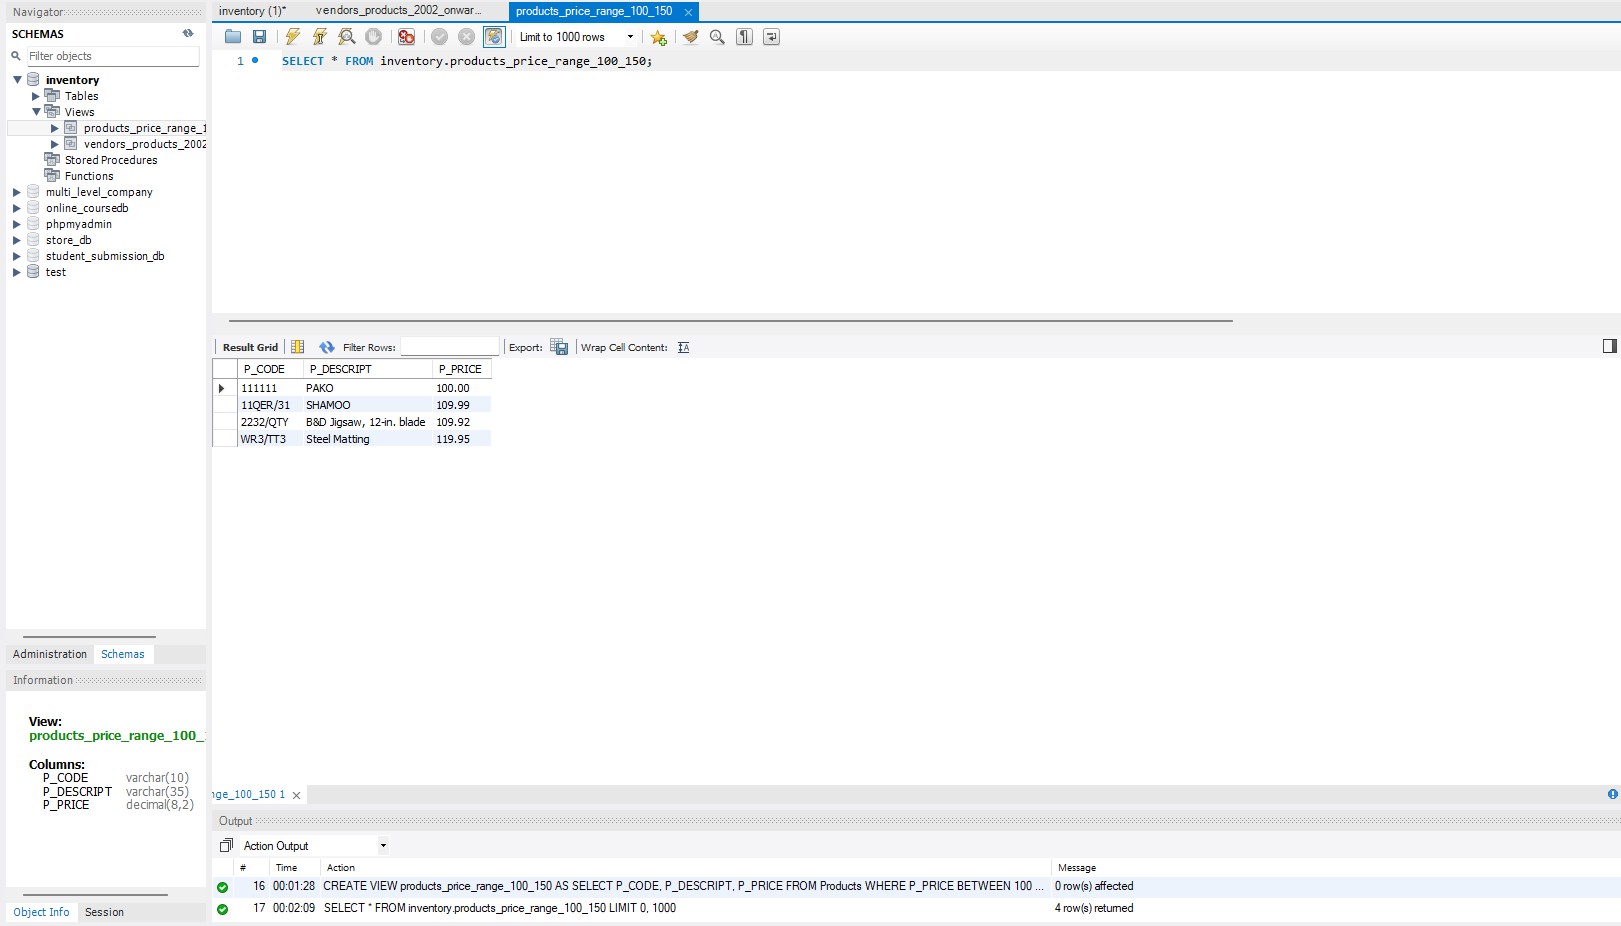 Navigator
SCHEMAS
Filter objects
inventory
Tables
Views
products_price_range_1
vendors_products_2002
Stored Procedures
Functions
multi_level_company
online_coursedb
phpmyadmin
store_db
student_submission_db
test
Administration Schemas
Information
View:
products_price_range_100_
Columns:
P_CODE varchar(10)
P_DESCRIPT varchar(35)
P_PRICE decimal(8,2)
Object Info Session
inventory (1)* vendors_products_2002_onwar... products_price_range_100_150
Limit to 1000 rows
1 SELECT * FROM inventory.products_price_range_100_150;
Result Grid Filter Rows: Export: Wrap Cell Content:
P_CODE P_DESCRIPT P_PRICE
111111 PAKO 100.00
11QER/31 SHAMOO 109.99
2232/QTY B&D Jigsaw, 12-in. blade 109.92
WR3/TT3 Steel Matting 119.95
nge_100_150 1
Output
Action Output
# Time Action Message
16 00:01:28 CREATE VIEW products_price_range_100_150 AS SELECT P_CODE, P_DESCRIPT, P_PRICE FROM Products WHERE P_PRICE BETWEEN 100 ... 0 row(s) affected
17 00:02:09 SELECT * FROM inventory.products_price_range_100_150 LIMIT 0, 1000 4 row(s) returned